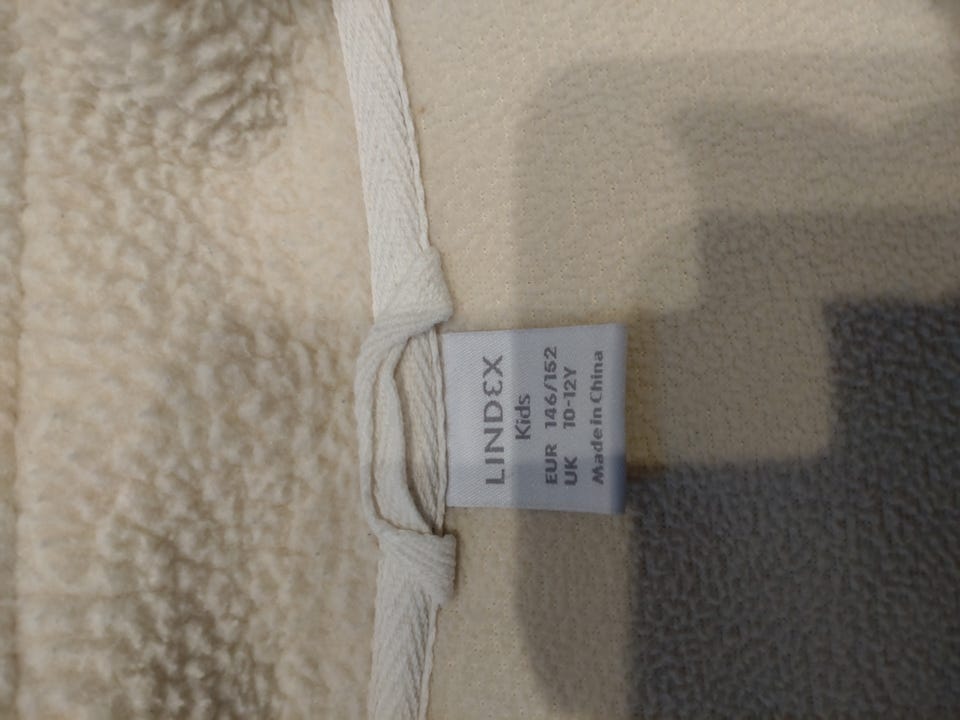 LINDEX
Kids
EUR 146/152
UK 10-12Y
Made in China